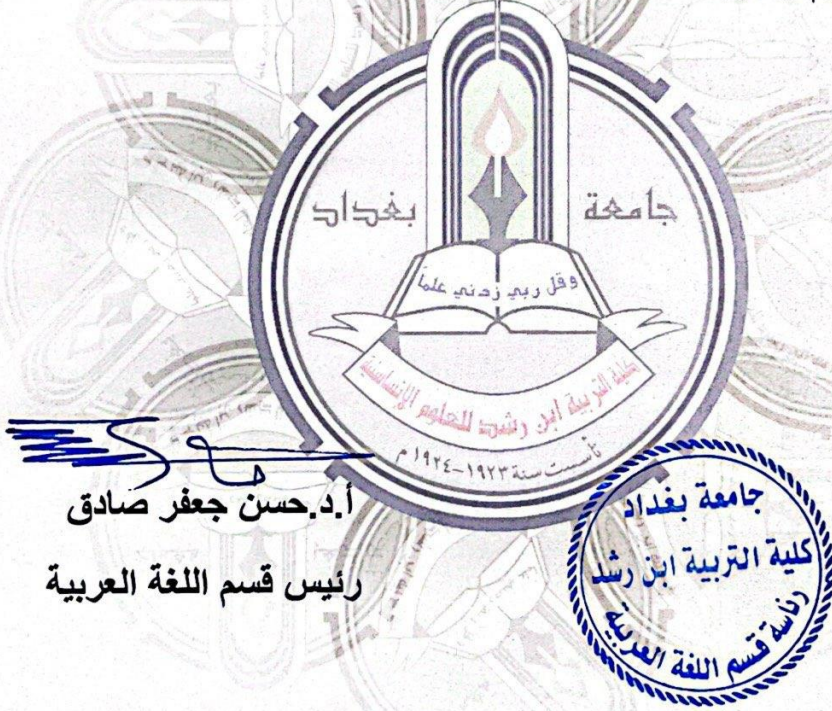 جامعة بغداد
وقل ربي زدني علماً
كلية التربية ابن رشد للعلوم الإنسانية
تأسست سنة ١٩٢٣-١٩٢٤ م
أ.د.حسن جعفر صادق
رئيس قسم اللغة العربية
جامعة بغداد
كلية التربية ابن رشد
رئاسة قسم اللغة العربية